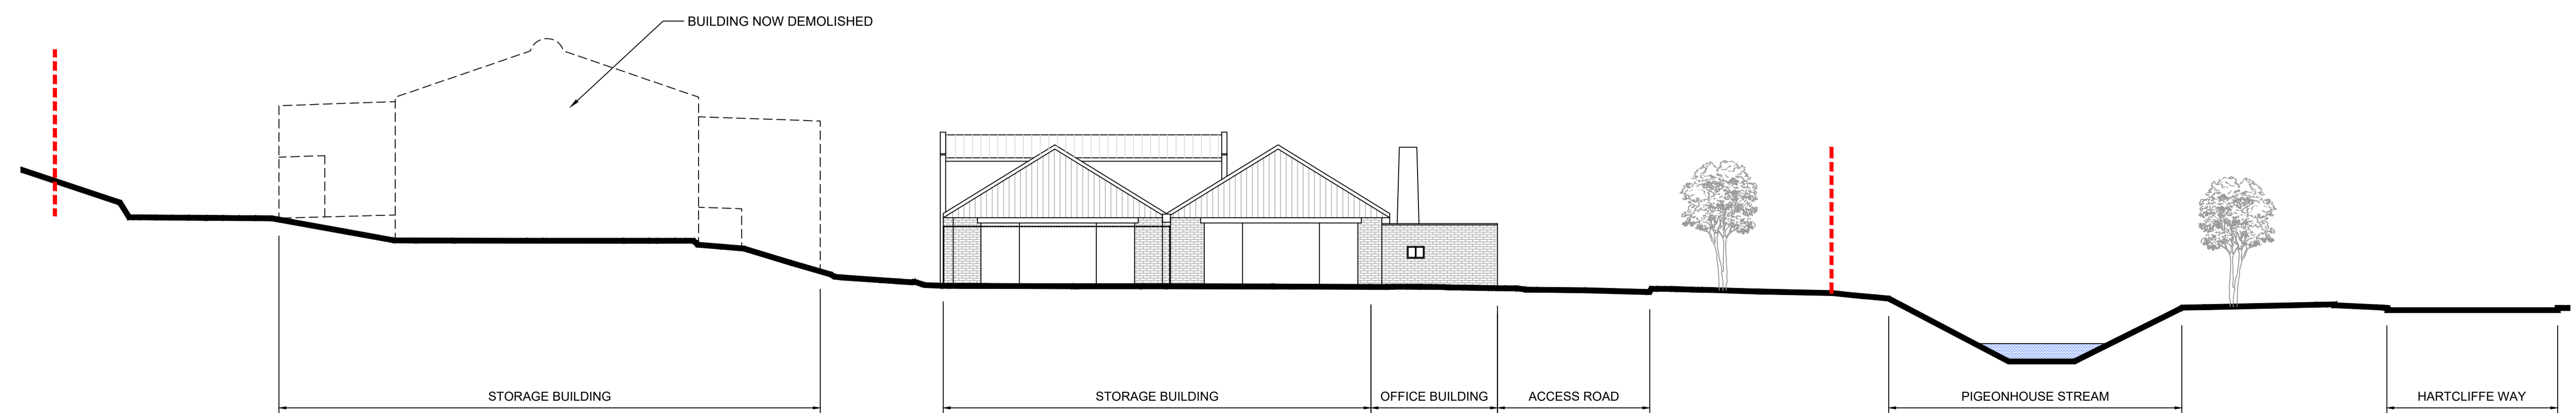 BUILDING NOW DEMOLISHED
STORAGE BUILDING
STORAGE BUILDING
OFFICE BUILDING
ACCESS ROAD
PIGEONHOUSE STREAM
HARTCLIFFE WAY